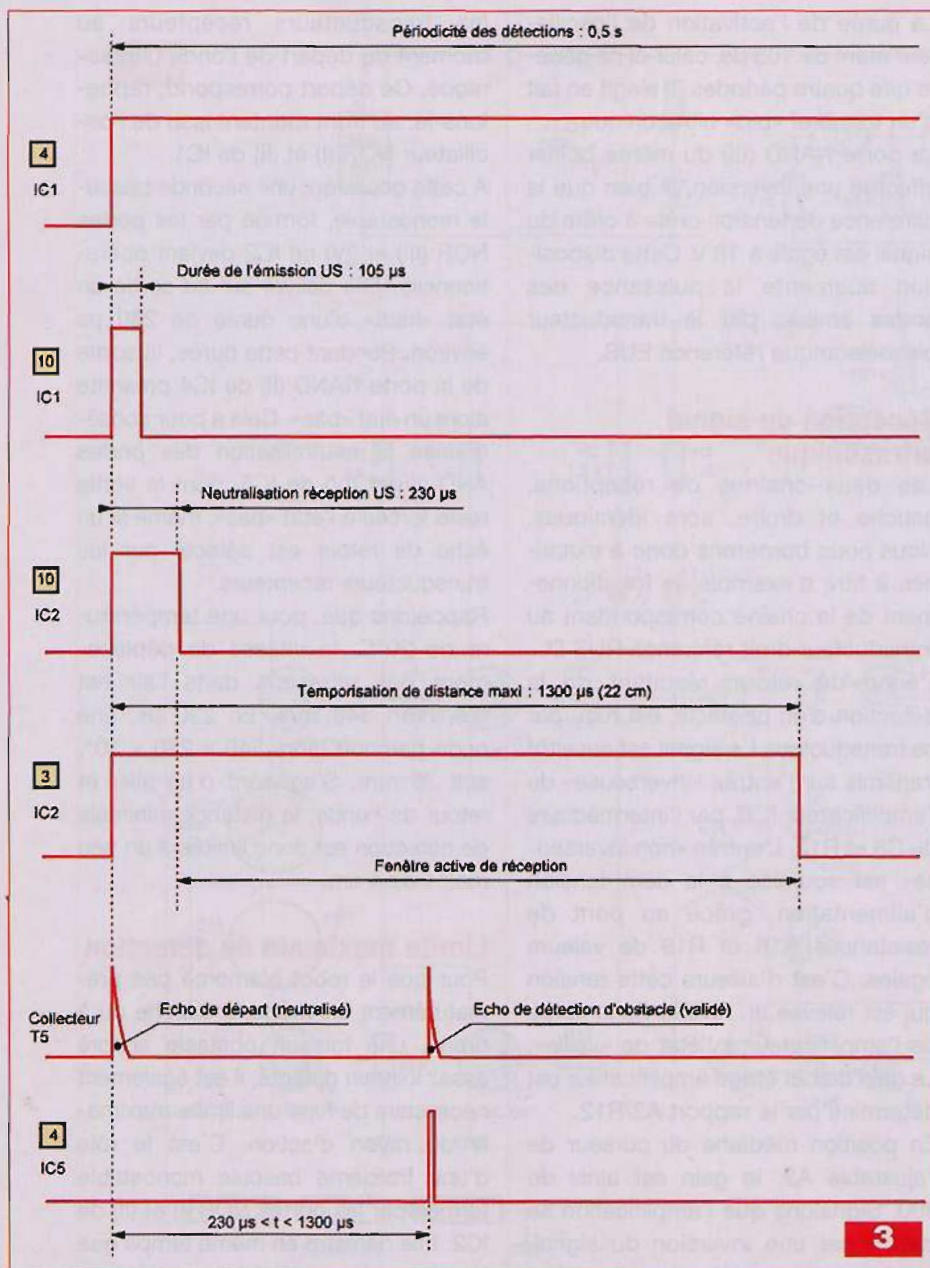 Périodicité des détections : 0,5 s
4
IC1
Durée de l'émission US : 105 µs
10
IC1
Neutralisation réception US : 230 µs
10
IC2
Temporisation de distance maxi : 1300 µs (22 cm)
3
IC2
Fenêtre active de réception
Collecteur
T5
Echo de départ (neutralisé)
Echo de détection d'obstacle (validé)
4
IC5
230 µs < t < 1300 µs
3